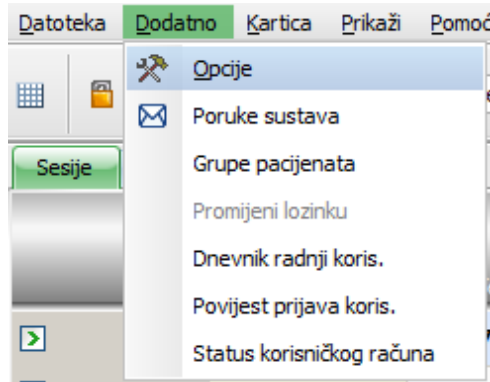 Datoteka Dodatno Kartica Prikaži Pomoć
Opcije
Poruke sustava
Sesije
Grupe pacijenata
Promijeni lozinku
Dnevnik radnji koris.
Povijest prijava koris.
Status korisničkog računa